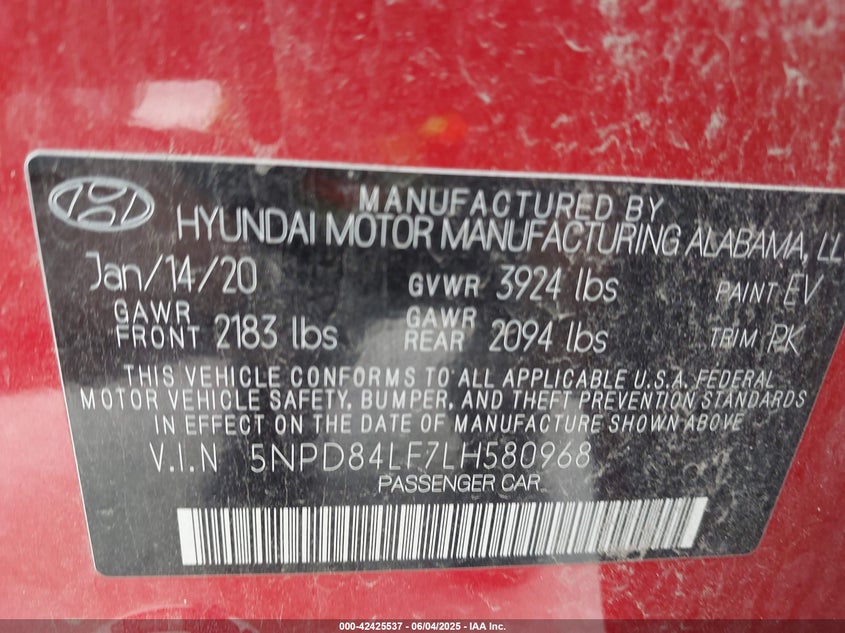 MANUFACTURED BY
HYUNDAI MOTOR MANUFACTURING ALABAMA, LL
Jan/14/20 GVWR 3924 lbs PAINT EV
GAWR FRONT 2183 lbs GAWR REAR 2094 lbs TRIM PK
THIS VEHICLE CONFORMS TO ALL APPLICABLE U.S.A. FEDERAL
MOTOR VEHICLE SAFETY, BUMPER, AND THEFT PREVENTION STANDARDS
IN EFFECT ON THE DATE OF MANUFACTURE SHOWN ABOVE
V.I.N 5NPD84LF7LH580968
PASSENGER CAR
000-42425537 - 06/04/2025 - IAA Inc.